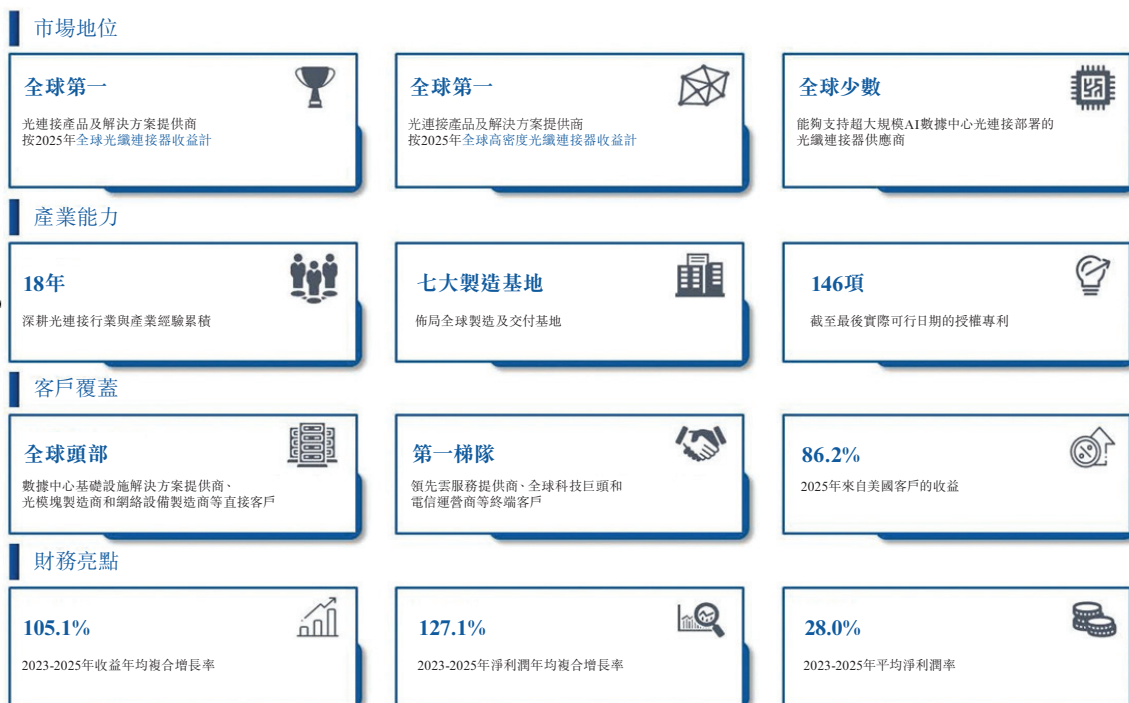 市場地位
全球第一
光連接產品及解決方案提供商
按2025年全球光纖連接器收益計
全球第一
光連接產品及解決方案提供商
按2025年全球高密度光纖連接器收益計
全球少數
能夠支持超大規模AI數據中心光連接部署的
光纖連接器供應商
產業能力
18年
深耕光連接行業與產業經驗累積
七大製造基地
佈局全球製造及交付基地
146項
截至最後實際可行日期的授權專利
客戶覆蓋
全球頭部
數據中心基礎設施解決方案提供商、
光模塊製造商和網絡設備製造商等直接客戶
第一梯隊
領先雲服務提供商、全球科技巨頭和
電信運營商等終端客戶
86.2%
2025年來自美國客戶的收益
財務亮點
105.1%
2023-2025年收益年均複合增長率
127.1%
2023-2025年淨利潤年均複合增長率
28.0%
2023-2025年平均淨利潤率